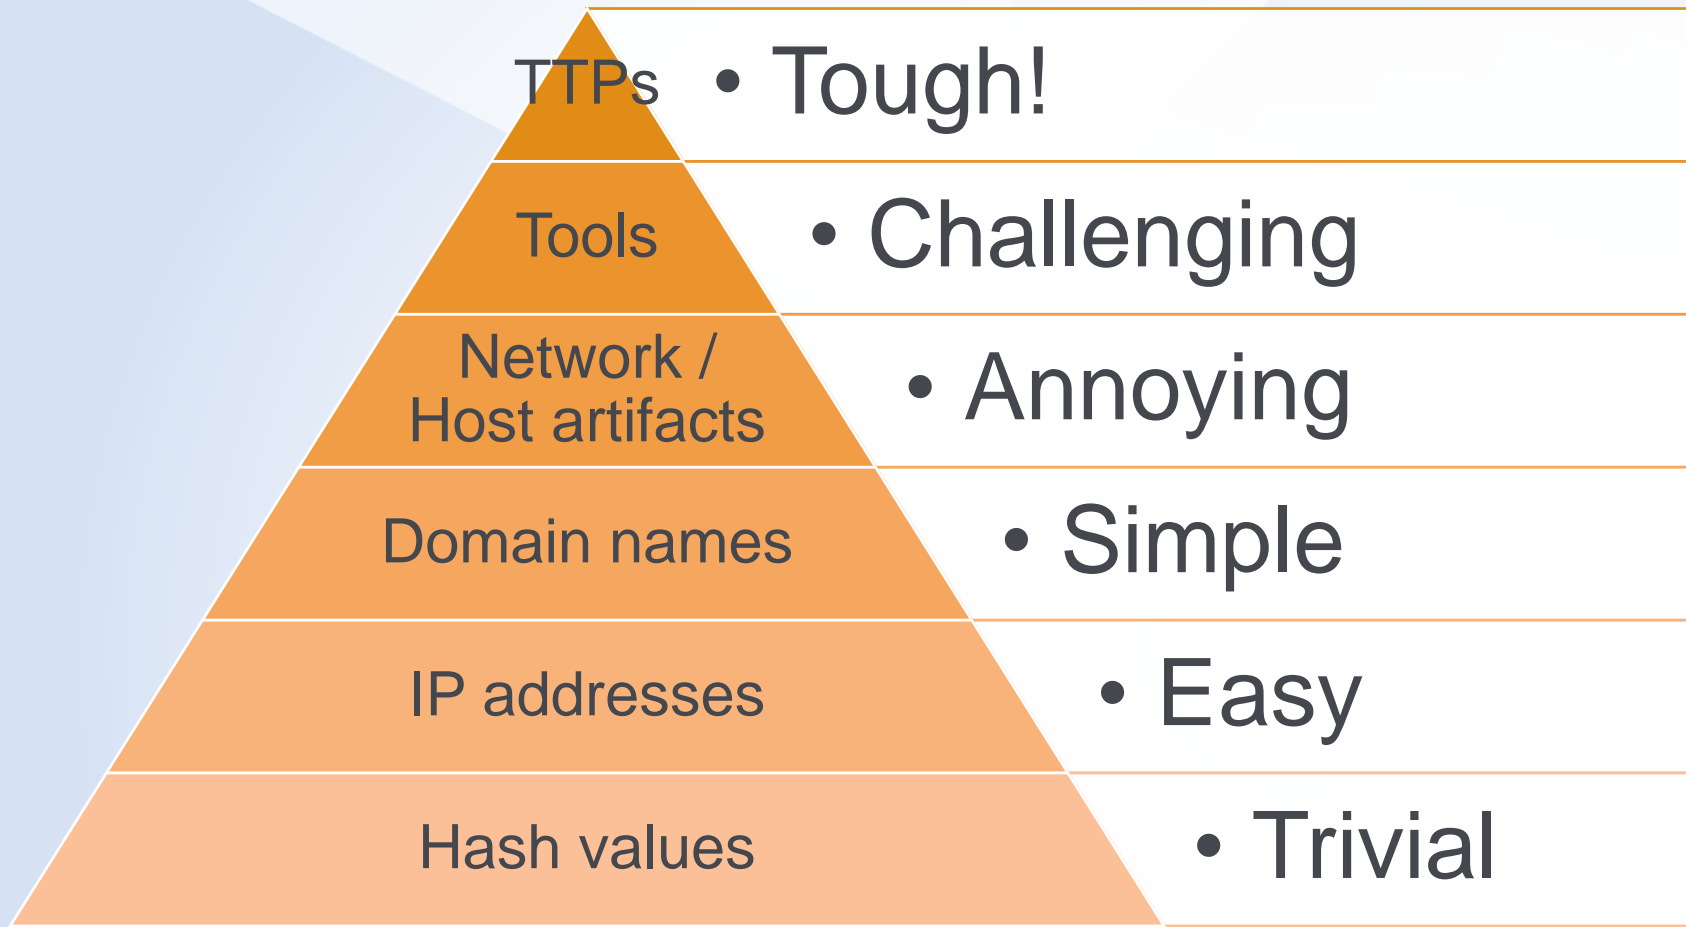 TTPs
• Tough!
Tools
• Challenging
Network /
Host artifacts
• Annoying
Domain names
• Simple
IP addresses
• Easy
Hash values
• Trivial